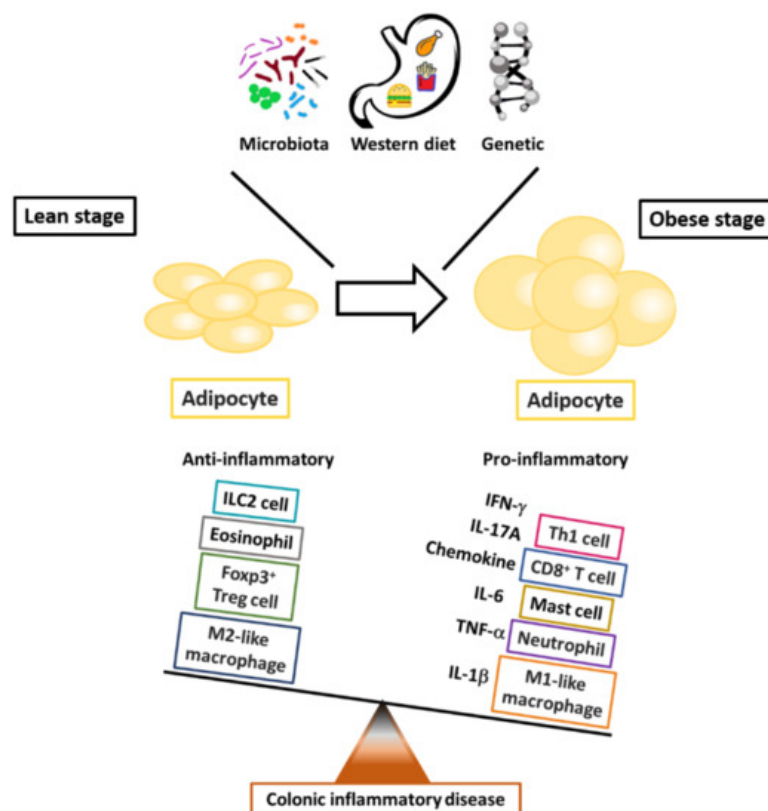 Microbiota
Western diet
Genetic
Lean stage
Obese stage
Adipocyte
Adipocyte
Anti-inflammatory
ILC2 cell
Eosinophil
Foxp3⁺
Treg cell
M2-like
macrophage
Pro-inflammatory
IFN-γ
IL-17A
Chemokine
IL-6
TNF-α
IL-1β
Th1 cell
CD8⁺ T cell
Mast cell
Neutrophil
M1-like
macrophage
Colonic inflammatory disease